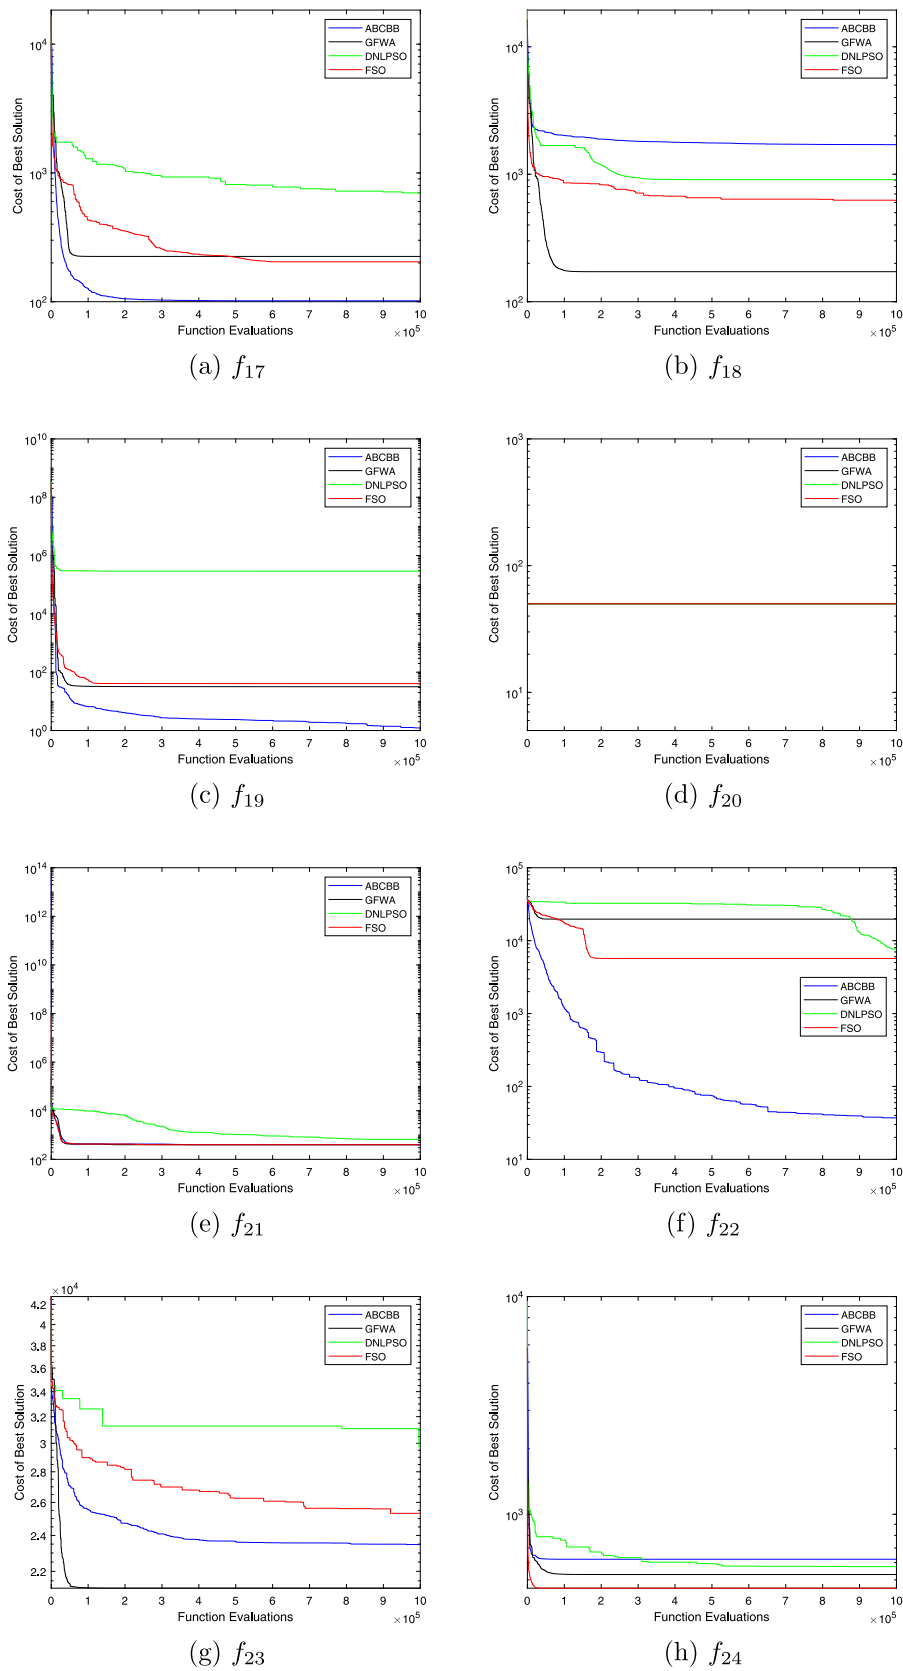 10^4
10^3
10^2
Cost of Best Solution
ABCBB
GFWA
DNLPSO
FSO
0 1 2 3 4 5 6 7 8 9 10
Function Evaluations
×10^5
(a) f_17
10^4
10^3
10^2
Cost of Best Solution
ABCBB
GFWA
DNLPSO
FSO
0 1 2 3 4 5 6 7 8 9 10
Function Evaluations
×10^5
(b) f_18
10^10
10^8
10^6
10^4
10^2
10^0
Cost of Best Solution
ABCBB
GFWA
DNLPSO
FSO
0 1 2 3 4 5 6 7 8 9 10
Function Evaluations
×10^5
(c) f_19
10^3
10^2
10^1
Cost of Best Solution
ABCBB
GFWA
DNLPSO
FSO
0 1 2 3 4 5 6 7 8 9 10
Function Evaluations
×10^5
(d) f_20
10^14
10^12
10^10
10^8
10^6
10^4
10^2
Cost of Best Solution
ABCBB
GFWA
DNLPSO
FSO
0 1 2 3 4 5 6 7 8 9 10
Function Evaluations
×10^5
(e) f_21
10^5
10^4
10^3
10^2
10^1
Cost of Best Solution
ABCBB
GFWA
DNLPSO
FSO
0 1 2 3 4 5 6 7 8 9 10
Function Evaluations
×10^5
(f) f_22
×10^4
4.2
4
3.8
3.6
3.4
3.2
3
2.8
2.6
2.4
2.2
Cost of Best Solution
ABCBB
GFWA
DNLPSO
FSO
0 1 2 3 4 5 6 7 8 9 10
Function Evaluations
×10^5
(g) f_23
10^4
10^3
Cost of Best Solution
ABCBB
GFWA
DNLPSO
FSO
0 1 2 3 4 5 6 7 8 9 10
Function Evaluations
×10^5
(h) f_24